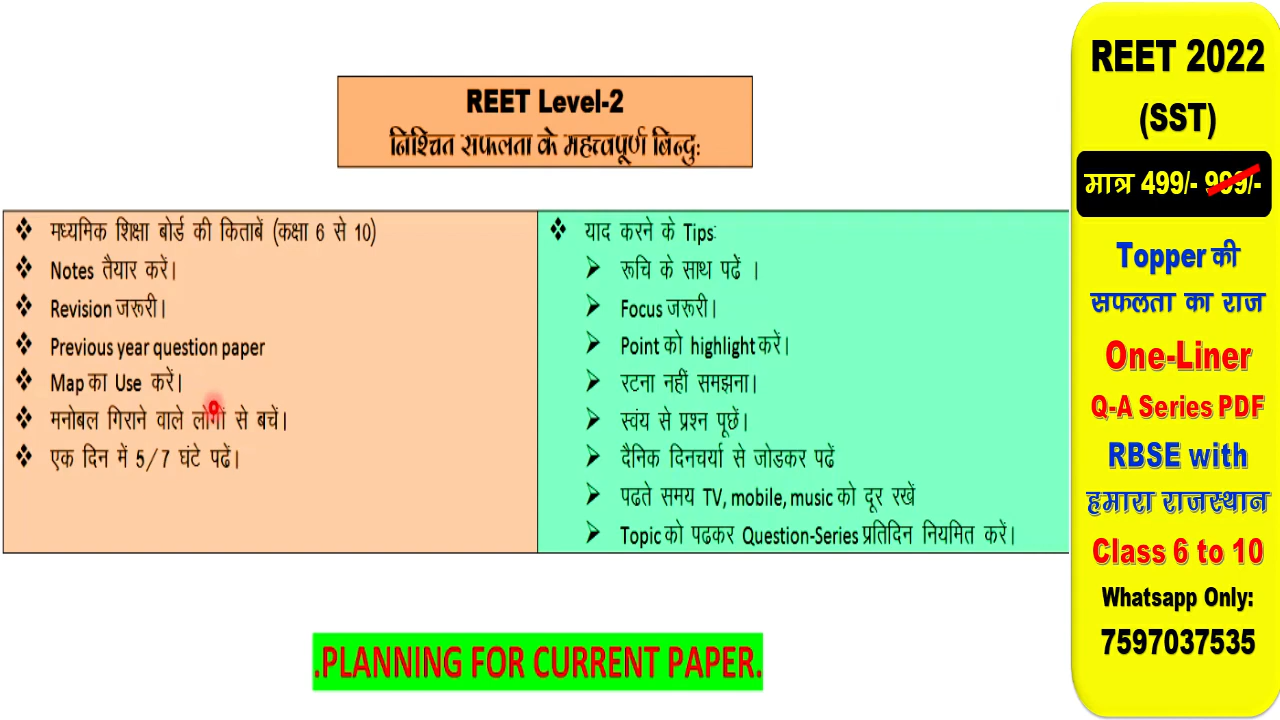 REET Level-2
निश्चित सफलता के महत्त्वपूर्ण बिन्दु:
❖ मध्यमिक शिक्षा बोर्ड की किताबें (कक्षा 6 से 10)
❖ Notes तैयार करें।
❖ Revision जरूरी।
❖ Previous year question paper
❖ Map का Use करें।
❖ मनोबल गिराने वाले लोगों से बचें।
❖ एक दिन में 5/7 घंटे पढें।
❖ याद करने के Tips:
➢ रूचि के साथ पढें ।
➢ Focus जरूरी।
➢ Point को highlight करें।
➢ रटना नहीं समझना।
➢ स्वंय से प्रश्न पूछें।
➢ दैनिक दिनचर्या से जोडकर पढें
➢ पढते समय TV, mobile, music को दूर रखें
➢ Topic को पढकर Question-Series प्रतिदिन नियमित करें।
.PLANNING FOR CURRENT PAPER.
REET 2022
(SST)
मात्र 499/- 999/-
Topper की
सफलता का राज
One-Liner
Q-A Series PDF
RBSE with
हमारा राजस्थान
Class 6 to 10
Whatsapp Only:
7597037535